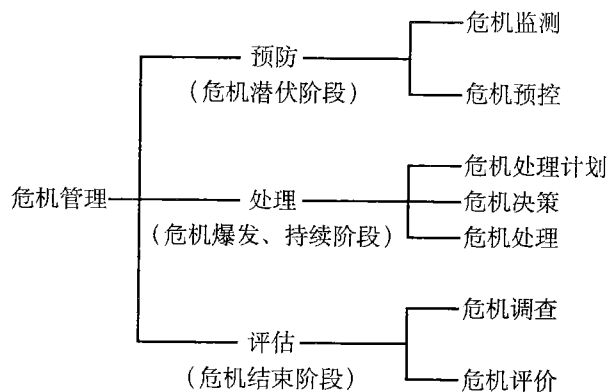 危机监测
预防
(危机潜伏阶段)
危机预控
危机处理计划
危机管理
处理
危机决策
(危机爆发、持续阶段)
危机处理
危机调查
评估
(危机结束阶段)
危机评价